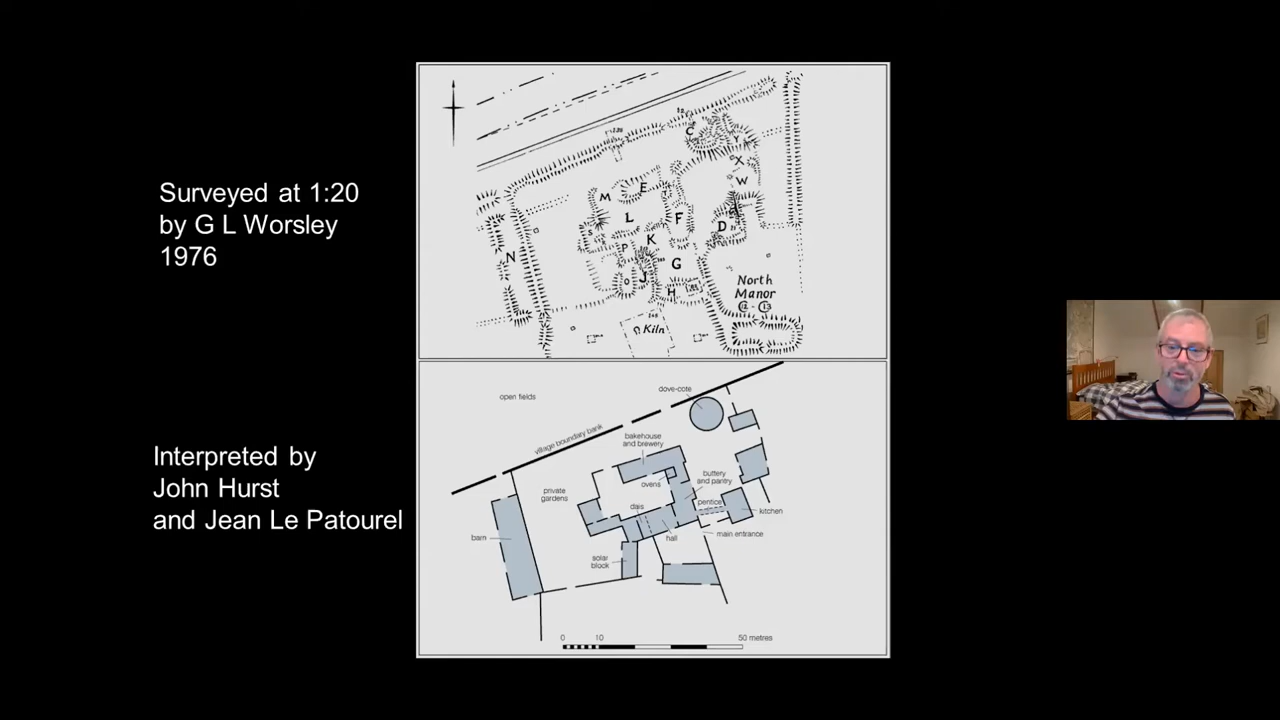 Surveyed at 1:20
by G L Worsley
1976
C
Y
X
W
M
E
L
F
D
S
K
P
N
G
J
O
H
North
Manor
12 - 13
Kiln
Interpreted by
John Hurst
and Jean Le Patourel
dove-cote
open fields
village boundary bank
bakehouse
and brewery
buttery
and pantry
ovens
private
gardens
pentice
dais
kitchen
main entrance
barn
hall
solar
block
0 10 50 metres